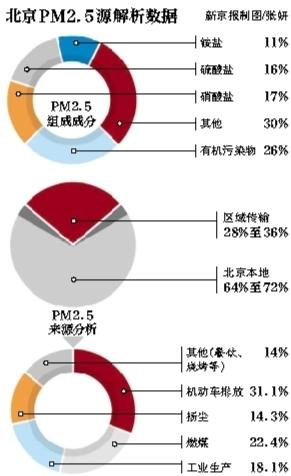 北京PM2.5源解析数据
新京报制图/张妍
铵盐 11%
硫酸盐 16%
硝酸盐 17%
其他 30%
有机污染物 26%
PM2.5
组成成分
区域传输
28%至36%
北京本地
64%至72%
PM2.5
来源分析
其他(餐饮、 14%
烧烤等)
机动车排放 31.1%
扬尘 14.3%
燃煤 22.4%
工业生产 18.1%